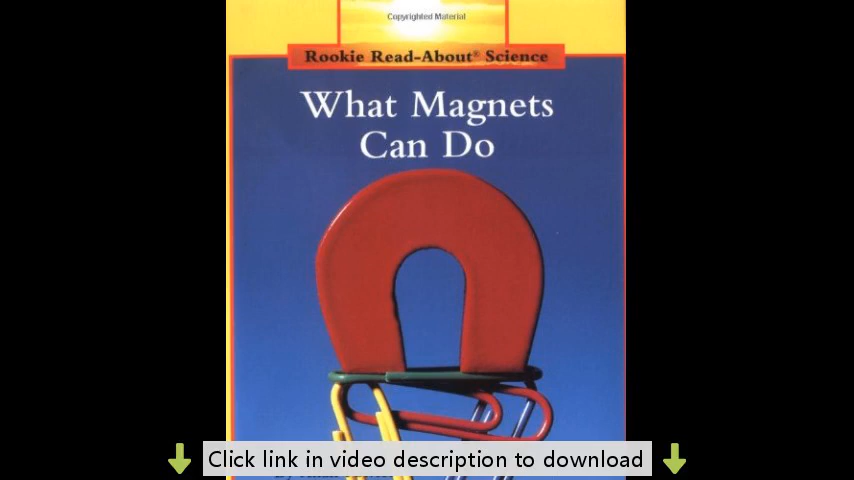 Copyrighted Material
Rookie Read-About® Science
What Magnets
Can Do
Click link in video description to download